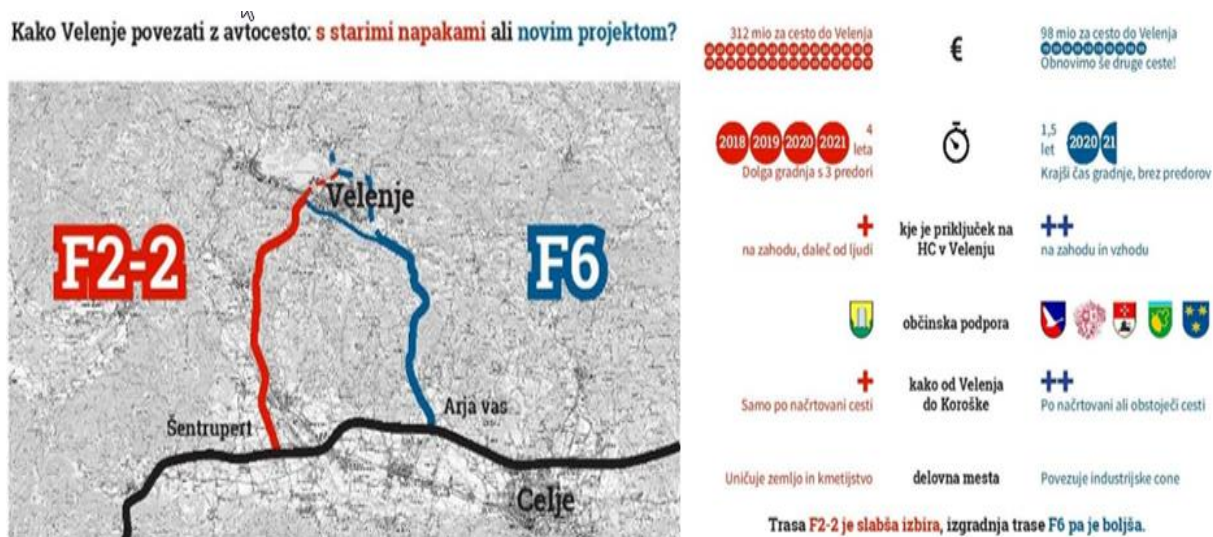 Kako Velenje povezati z avtocesto: s starimi napakami ali novim projektom?
F2-2
Velenje
F6
Šentrupert
Arja vas
Celje
312 mio za cesto do Velenja
€
98 mio za cesto do Velenja
Obnovimo še druge ceste!
2018 2019 2020 2021 4 leta
Dolga gradnja s 3 predori
1,5 let 2020 21
Krajši čas gradnje, brez predorov
+
na zahodu, daleč od ljudi
kje je priključek na
HC v Velenju
++
na zahodu in vzhodu
občinska podpora
+
Samo po načrtovani cesti
kako od Velenja
do Koroške
++
Po načrtovani ali obstoječi cesti
Uničuje zemljo in kmetijstvo
delovna mesta
Povezuje industrijske cone
Trasa F2-2 je slabša izbira, izgradnja trase F6 pa je boljša.